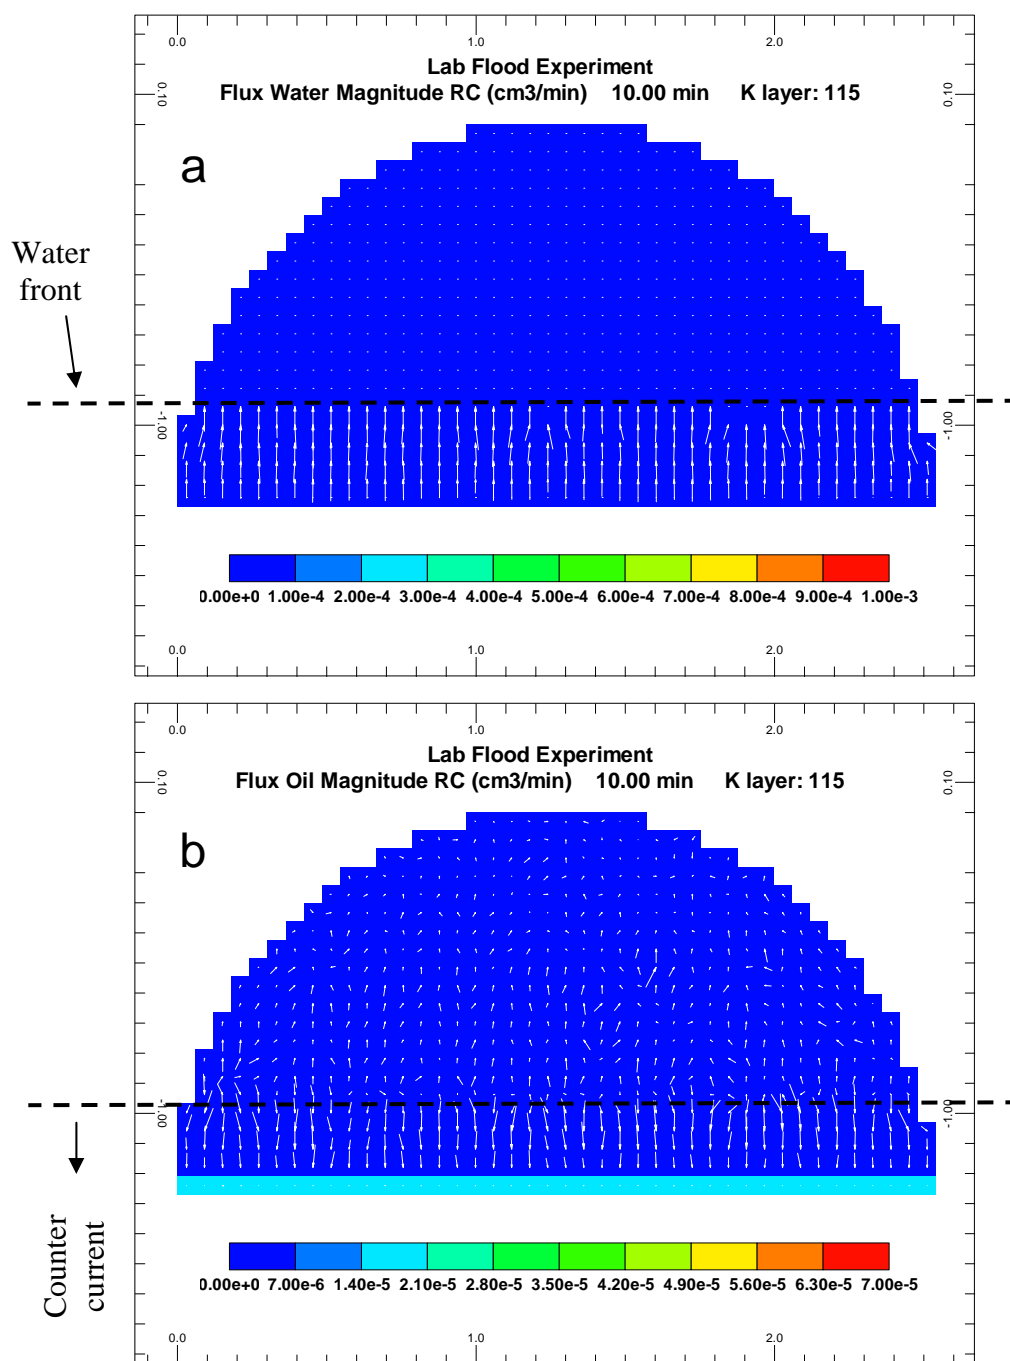 0.0 1.0 2.0
Lab Flood Experiment
Flux Water Magnitude RC (cm3/min) 10.00 min K layer: 115
0.10 0.10
a
Water
front
-1.00 -1.00
0.00e+0 1.00e-4 2.00e-4 3.00e-4 4.00e-4 5.00e-4 6.00e-4 7.00e-4 8.00e-4 9.00e-4 1.00e-3
0.0 1.0 2.0
0.0 1.0 2.0
Lab Flood Experiment
Flux Oil Magnitude RC (cm3/min) 10.00 min K layer: 115
0.10 0.10
b
-1.00 -1.00
Counter
current
0.00e+0 7.00e-6 1.40e-5 2.10e-5 2.80e-5 3.50e-5 4.20e-5 4.90e-5 5.60e-5 6.30e-5 7.00e-5
0.0 1.0 2.0